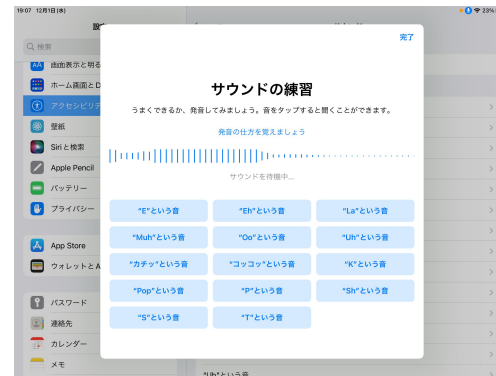 19:07 12月1日(水)
23%
完了
検索
サウンドの練習
うまくできるか、発音してみましょう。音をタップすると聞くことができます。
発音の仕方を覚えましょう
サウンドを待機中...
画面表示と明る
ホーム画面とD
アクセシビリテ
壁紙
Siriと検索
Apple Pencil
バッテリー
プライバシー
App Store
ウォレットとA
パスワード
連絡先
カレンダー
メモ
"E"という音 "Eh"という音 "La"という音
"Muh"という音 "Oo"という音 "Uh"という音
"カチッ"という音 "コッコッ"という音 "K"という音
"Pop"という音 "P"という音 "Sh"という音
"S"という音 "T"という音
"Uh"という音